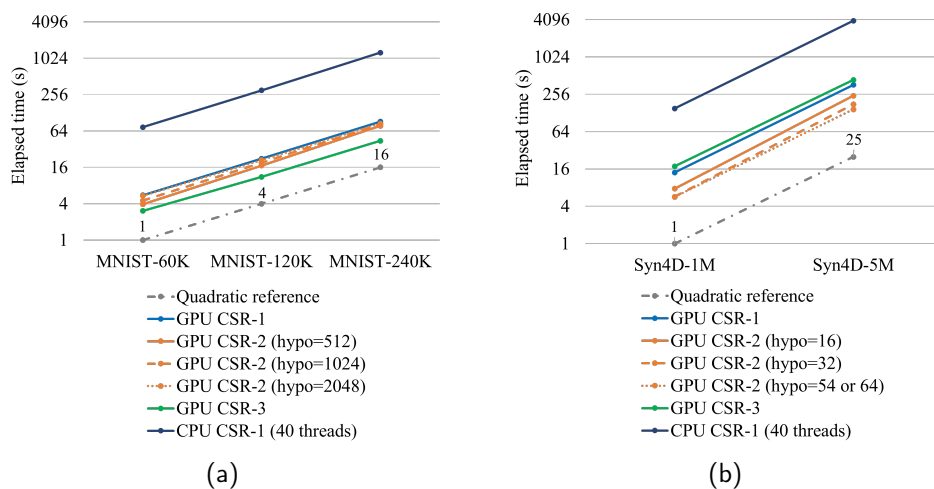 4096
1024
256
64
16
4
1
Elapsed time (s)
1
4
16
MNIST-60K MNIST-120K MNIST-240K
Quadratic reference
GPU CSR-1
GPU CSR-2 (hypo=512)
GPU CSR-2 (hypo=1024)
GPU CSR-2 (hypo=2048)
GPU CSR-3
CPU CSR-1 (40 threads)
(a)
4096
1024
256
64
16
4
1
Elapsed time (s)
1
25
Syn4D-1M Syn4D-5M
Quadratic reference
GPU CSR-1
GPU CSR-2 (hypo=16)
GPU CSR-2 (hypo=32)
GPU CSR-2 (hypo=54 or 64)
GPU CSR-3
CPU CSR-1 (40 threads)
(b)